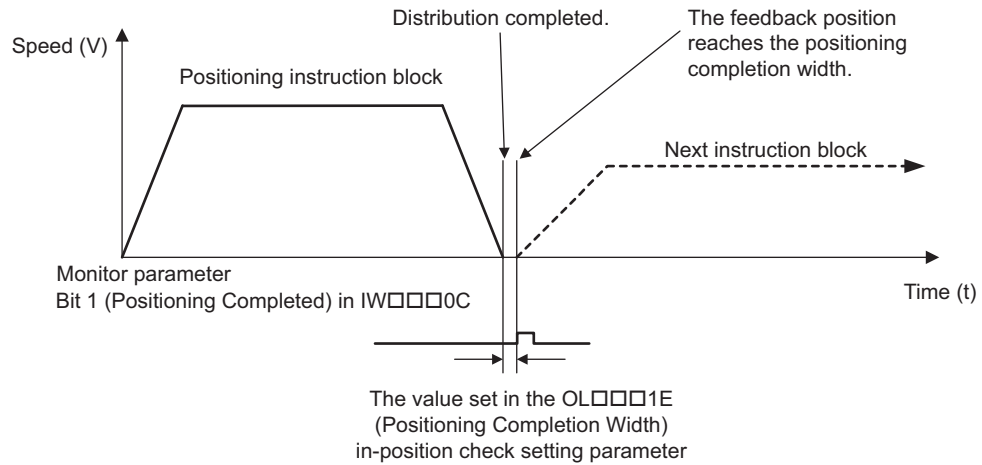 Distribution completed.
The feedback position
reaches the positioning
completion width.
Speed (V)
Positioning instruction block
Next instruction block
Monitor parameter
Bit 1 (Positioning Completed) in IW□□□0C
Time (t)
The value set in the OL□□□1E
(Positioning Completion Width)
in-position check setting parameter